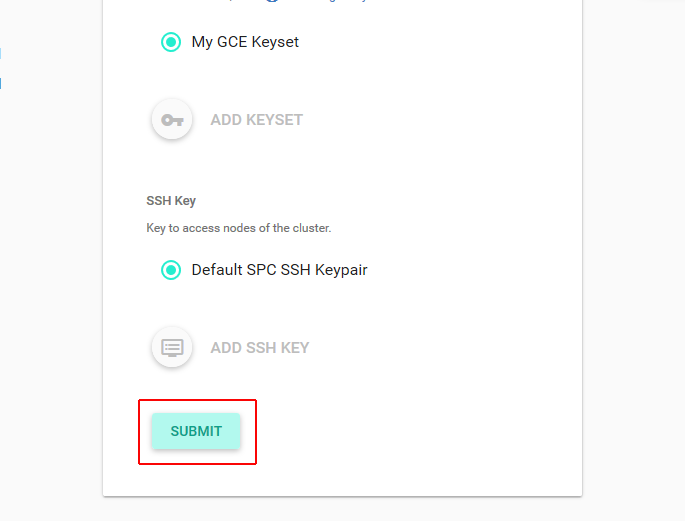 My GCE Keyset
ADD KEYSET
SSH Key
Key to access nodes of the cluster.
Default SPC SSH Keypair
ADD SSH KEY
SUBMIT